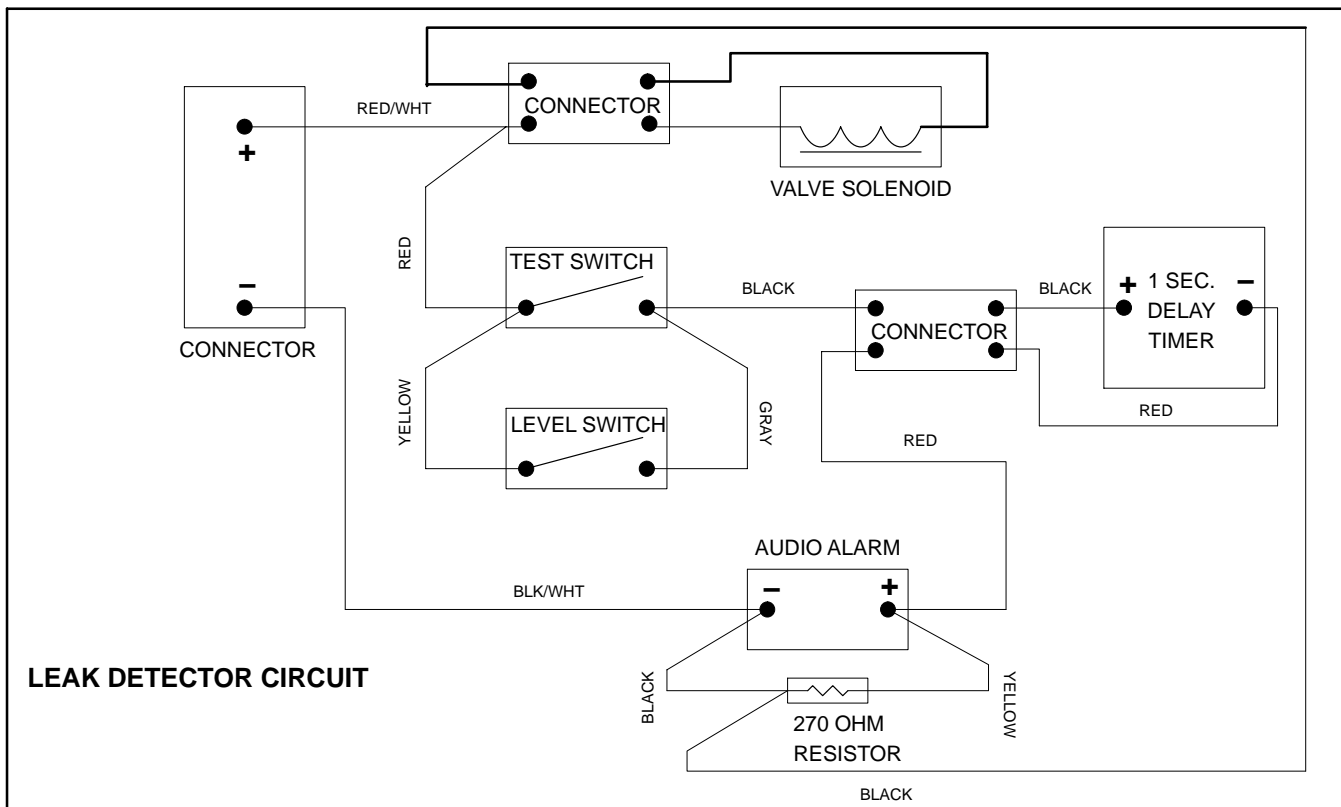 RED/WHT
CONNECTOR
+
VALVE SOLENOID
RED
TEST SWITCH
BLACK
BLACK
+ 1 SEC. −
DELAY
TIMER
−
CONNECTOR
CONNECTOR
YELLOW
GRAY
LEVEL SWITCH
RED
RED
AUDIO ALARM
BLK/WHT
− +
LEAK DETECTOR CIRCUIT
BLACK
YELLOW
270 OHM
RESISTOR
BLACK